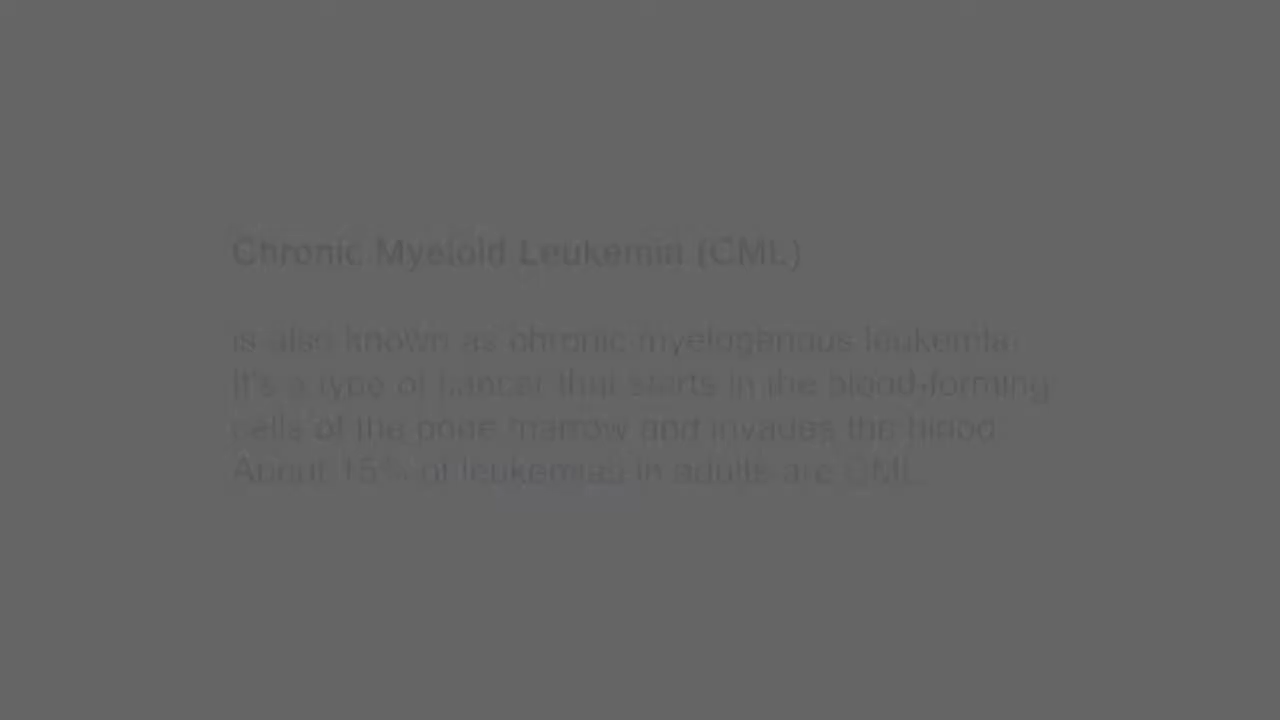 Chronic Myeloid Leukemia (CML)
is also known as chronic myelogenous leukemia.
It's a type of cancer that starts in the blood-forming
cells of the bone marrow and invades the blood.
About 15% of leukemias in adults are CML.